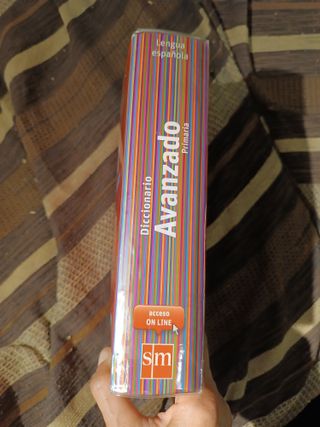 Lengua
española
Diccionario
Avanzado
Primaria
acceso
ON LINE
sm